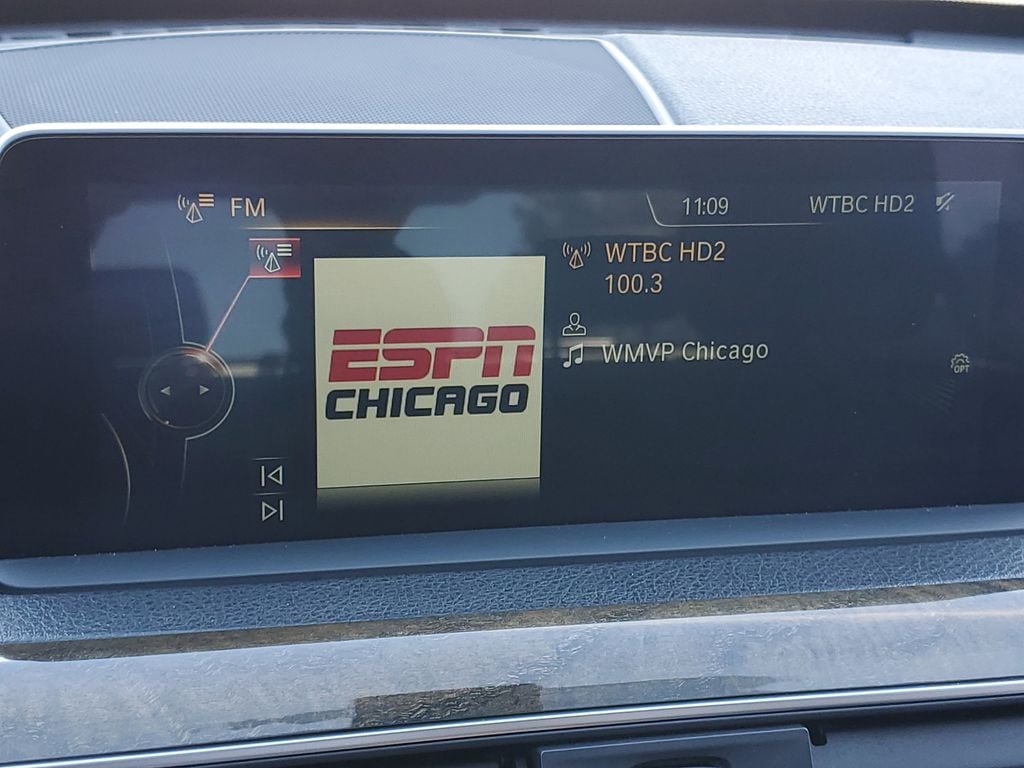 FM
11:09
WTBC HD2
WTBC HD2
100.3
WMVP Chicago
ESPN
CHICAGO
OPT